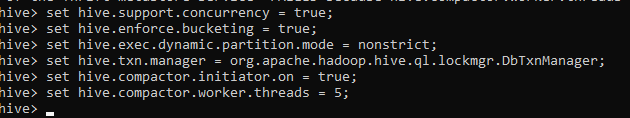 hive> set hive.support.concurrency = true;
hive> set hive.enforce.bucketing = true;
hive> set hive.exec.dynamic.partition.mode = nonstrict;
hive> set hive.txn.manager = org.apache.hadoop.hive.ql.lockmgr.DbTxnManager;
hive> set hive.compactor.initiator.on = true;
hive> set hive.compactor.worker.threads = 5;
hive>